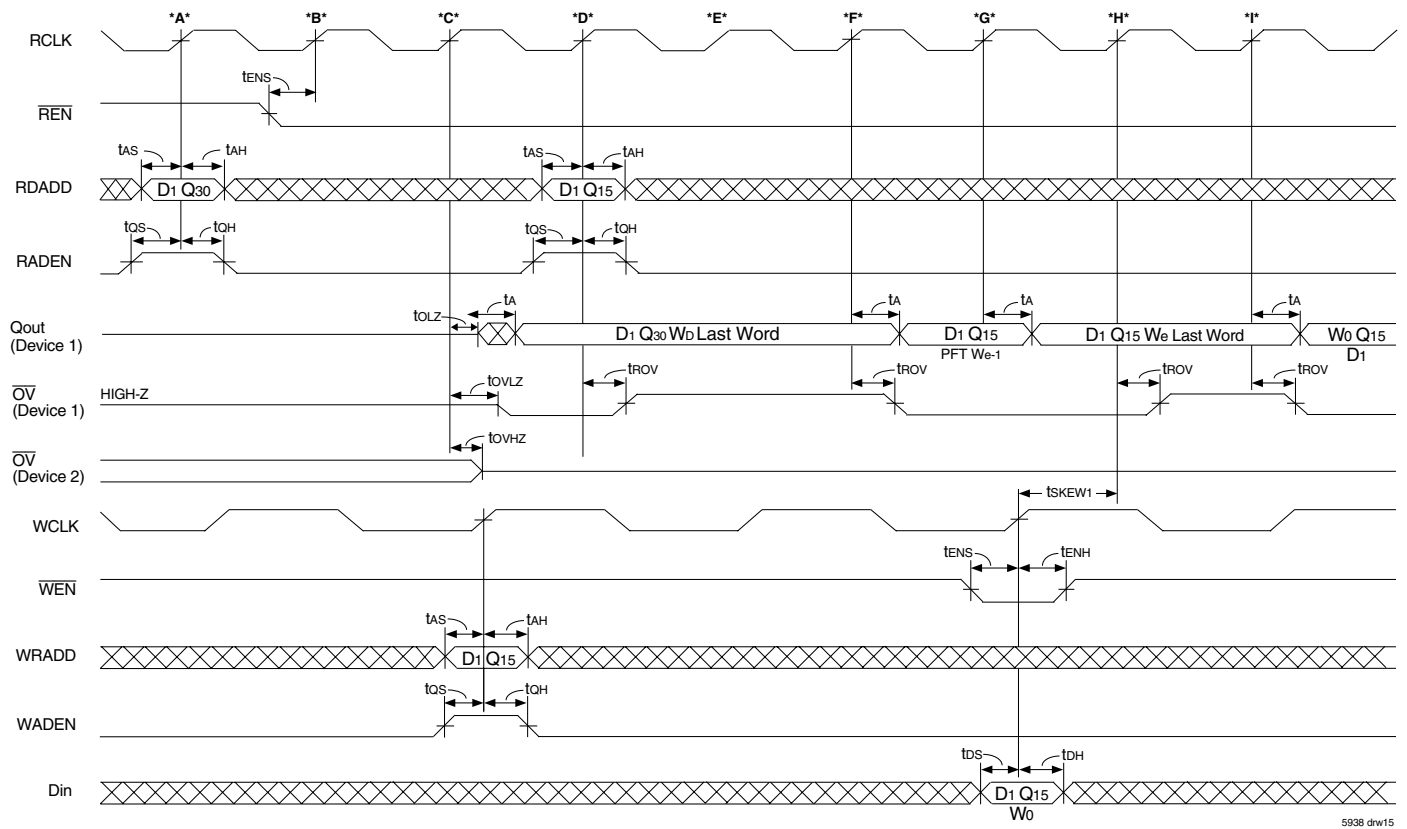 *A* *B* *C* *D* *E* *F* *G* *H* *I*
RCLK
tENS
REN
tAS tAH tAS tAH
RDADD D1 Q30 D1 Q15
tQS tQH tQS tQH
RADEN
tOLZ tA tA tA tA
Qout D1 Q30 WD Last Word D1 Q15 D1 Q15 We Last Word W0 Q15
(Device 1) PFT We-1 D1
tOVLZ tROV tROV tROV tROV
OV HIGH-Z
(Device 1)
tOVHZ
OV
(Device 2)
tSKEW1
WCLK
tENS tENH
WEN
tAS tAH
WRADD D1 Q15
tQS tQH
WADEN
tDS tDH
Din D1 Q15
W0
5938 drw15